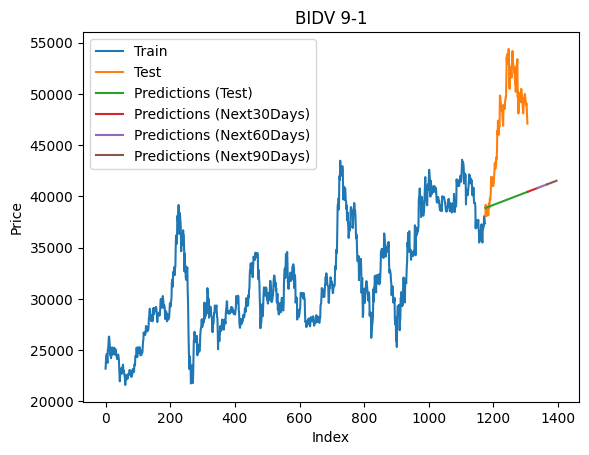 BIDV 9-1
Train
Test
Predictions (Test)
Predictions (Next30Days)
Predictions (Next60Days)
Predictions (Next90Days)
Price
55000
50000
45000
40000
35000
30000
25000
20000
0 200 400 600 800 1000 1200 1400
Index